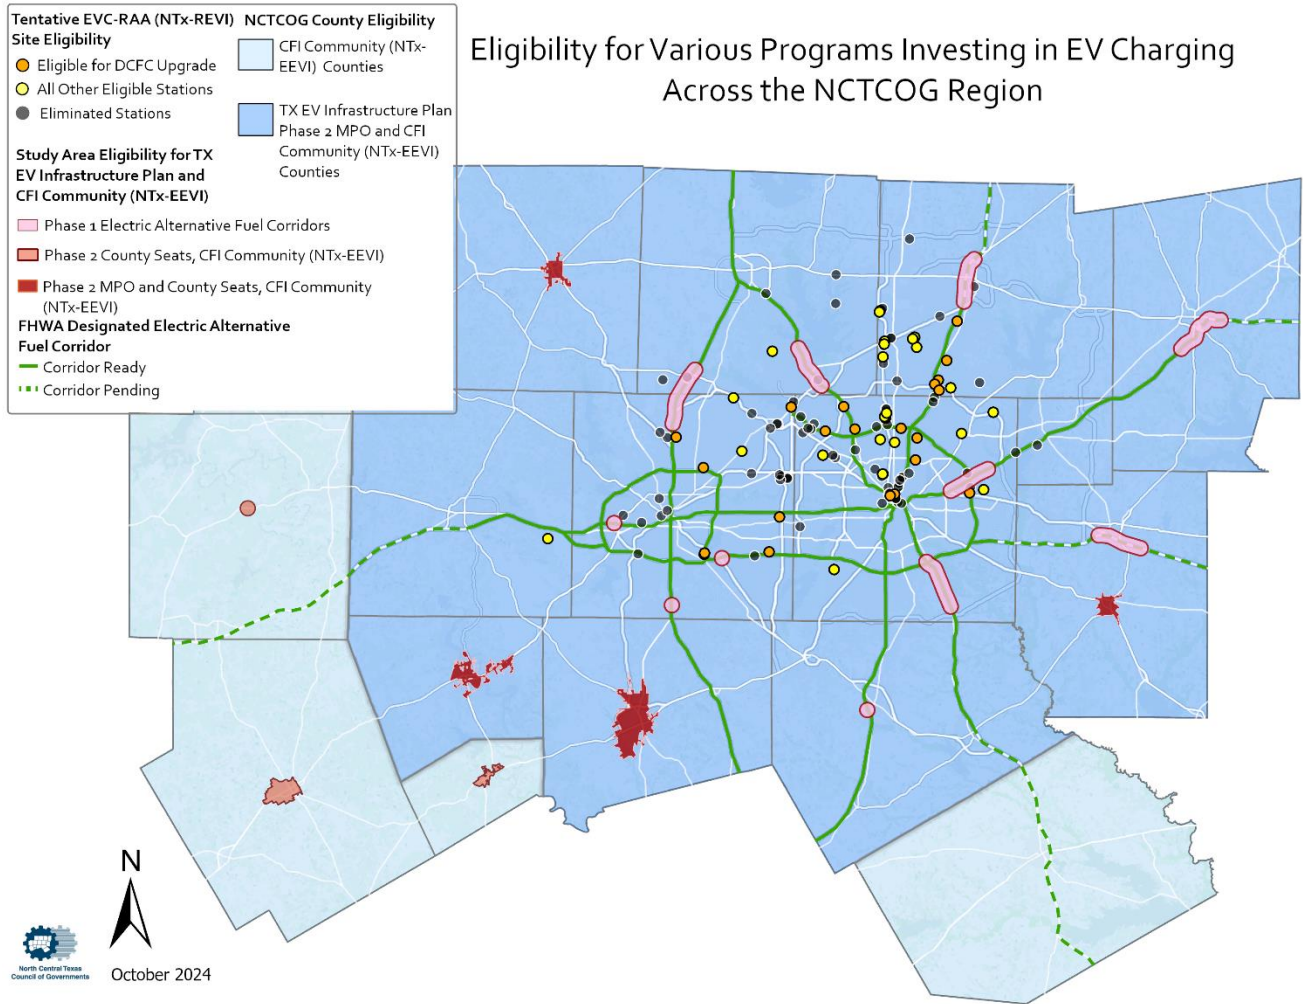 Eligibility for Various Programs Investing in EV Charging
Across the NCTCOG Region
Tentative EVC-RAA (NTx-REVI)
Site Eligibility
Eligible for DCFC Upgrade
All Other Eligible Stations
Eliminated Stations
Study Area Eligibility for TX
EV Infrastructure Plan and
CFI Community (NTx-EEVI)
Phase 1 Electric Alternative Fuel Corridors
Phase 2 County Seats, CFI Community (NTx-EEVI)
Phase 2 MPO and County Seats, CFI Community
(NTx-EEVI)
FHWA Designated Electric Alternative
Fuel Corridor
Corridor Ready
Corridor Pending
NCTCOG County Eligibility
CFI Community (NTx-
EEVI) Counties
TX EV Infrastructure Plan
Phase 2 MPO and CFI
Community (NTx-EEVI)
Counties
N
October 2024
North Central Texas
Council of Governments